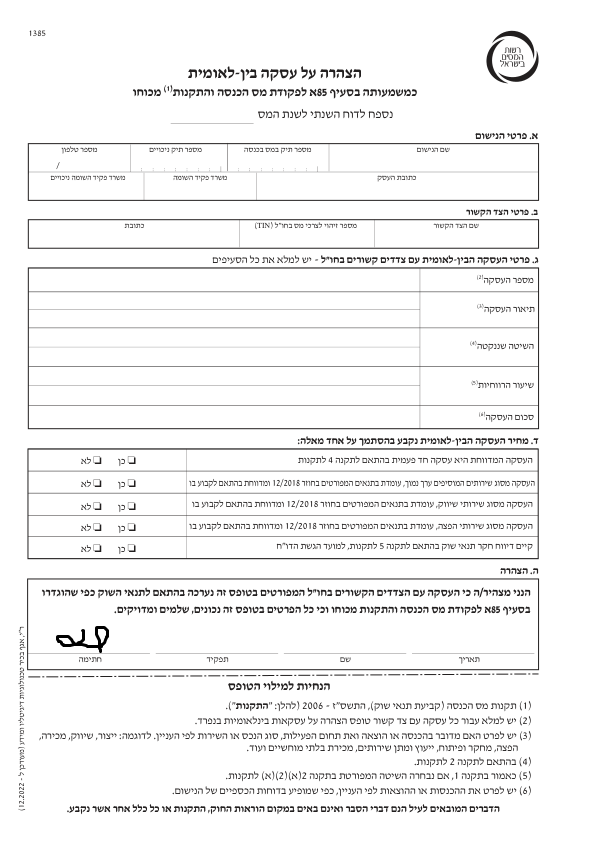 1385
רשות
המסים
בישראל
הצהרה על עסקה בין-לאומית
כמשמעותה בסעיף 85א לפקודת מס הכנסה והתקנות(1) מכוחו
נספח לדוח השנתי לשנת המס
א. פרטי הנישום
שם הנישום
מספר תיק במס בכנסה
מספר תיק ניכויים
מספר טלפון
/
כתובת העסק
משרד פקיד השומה
משרד פקיד השומה ניכויים
ב. פרטי הצד הקשור
שם הצד הקשור
מספר זיהוי לצרכי מס בחו"ל (TIN)
כתובת
ג. פרטי העסקה הבין-לאומית עם צדדים קשורים בחו"ל - יש למלא את כל הסעיפים
מספר העסקה(2)
תיאור העסקה(3)
השיטה שננקטה(4)
שיעור הרווחיות(5)
סכום העסקה(6)
ד. מחיר העסקה הבין-לאומית נקבע בהסתמך על אחד מאלה:
העסקה המדווחת היא עסקה חד פעמית בהתאם לתקנה 4 לתקנות
כן
לא
העסקה מסוג שירותים המוסיפים ערך נמוך, עומדת בתנאים המפורטים בחוזר 12/2018 ומדווחת בהתאם לקבוע בו
כן
לא
העסקה מסוג שירותי שיווק, עומדת בתנאים המפורטים בחוזר 12/2018 ומדווחת בהתאם לקבוע בו
כן
לא
העסקה מסוג שירותי הפצה, עומדת בתנאים המפורטים בחוזר 12/2018 ומדווחת בהתאם לקבוע בו
כן
לא
קיים דיווח חקר תנאי שוק בהתאם לתקנה 5 לתקנות, למועד הגשת הדו"ח
כן
לא
ה. הצהרה
הנני מצהיר/ה כי העסקה עם הצדדים הקשורים בחו"ל המפורטים בטופס זה נערכה בהתאם לתנאי השוק כפי שהוגדרו
בסעיף 85א לפקודת מס הכנסה והתקנות מכוחו וכי כל הפרטים בטופס זה נכונים, שלמים ומדויקים.
תאריך
שם
תפקיד
חתימה
הנחיות למילוי הטופס
(1) תקנות מס הכנסה (קביעת תנאי שוק), התשס"ז - 2006 (להלן: "התקנות").
(2) יש למלא עבור כל עסקה עם צד קשור טופס הצהרה על עסקאות בינלאומיות בנפרד.
(3) יש לפרט האם מדובר בהכנסה או הוצאה ואת תחום הפעילות, סוג הנכס או השירות לפי העניין. לדוגמה: ייצור, שיווק, מכירה,
הפצה, מחקר ופיתוח, ייעוץ ומתן שירותים, מכירת בלתי מוחשיים ועוד.
(4) בהתאם לתקנה 2 לתקנות.
(5) כאמור בתקנה 1, אם נבחרה השיטה המפורטת בתקנה 2(א)(2)(א) לתקנות.
(6) יש לפרט את ההכנסות או ההוצאות לפי העניין, כפי שמופיע בדוחות הכספיים של הנישום.
הדברים המובאים לעיל הנם דברי הסבר ואינם באים במקום הוראות החוק, התקנות או כל כלל אחר אשר נקבע.